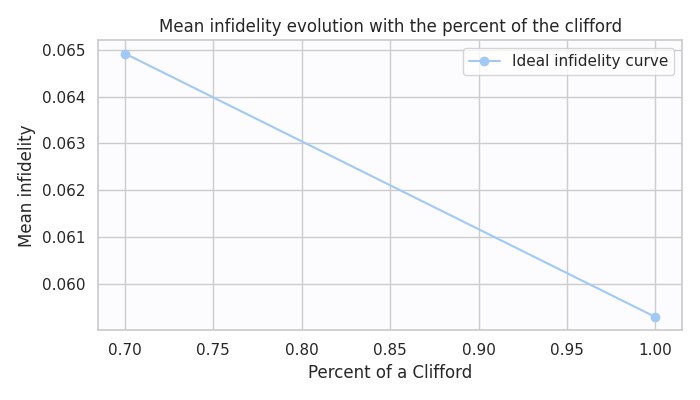 Mean infidelity evolution with the percent of the clifford
Ideal infidelity curve
Mean infidelity
0.065
0.064
0.063
0.062
0.061
0.060
0.70 0.75 0.80 0.85 0.90 0.95 1.00
Percent of a Clifford